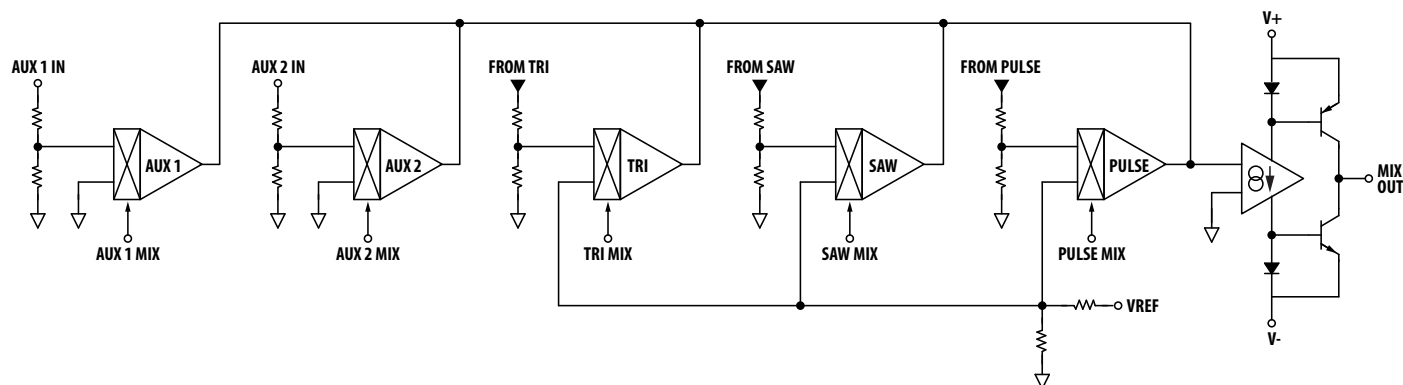 V+
AUX 1 IN
AUX 2 IN
FROM TRI
FROM SAW
FROM PULSE
AUX 1
AUX 2
TRI
SAW
PULSE
MIX
OUT
AUX 1 MIX
AUX 2 MIX
TRI MIX
SAW MIX
PULSE MIX
VREF
V-